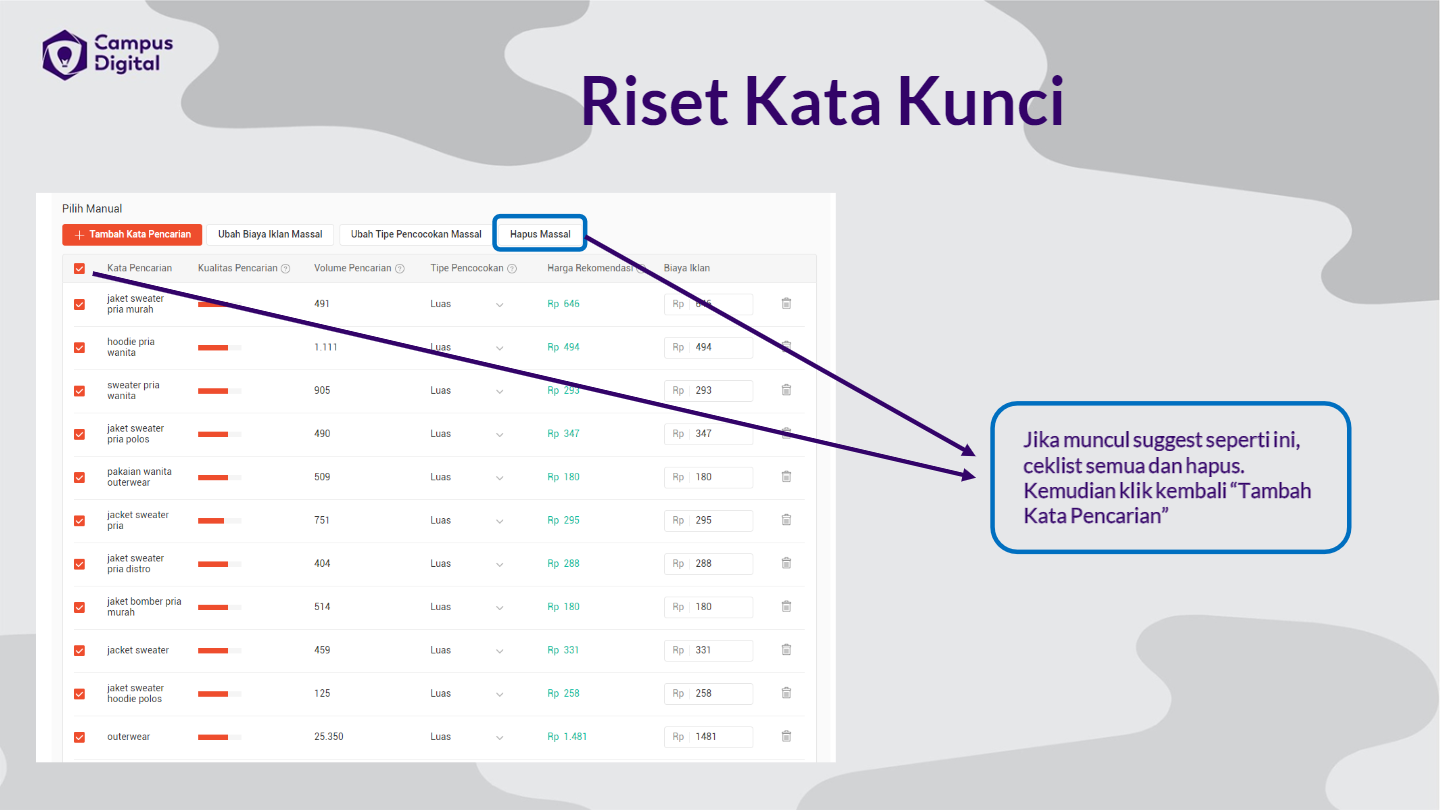 Campus
Digital
Riset Kata Kunci
Pilih Manual
+ Tambah Kata Pencarian Ubah Biaya Iklan Massal Ubah Tipe Pencocokan Massal Hapus Massal
Kata Pencarian Kualitas Pencarian ? Volume Pencarian ? Tipe Pencocokan ? Harga Rekomendasi Biaya Iklan
jaket sweater
pria murah 491 Luas Rp 646 Rp 646
hoodie pria
wanita 1.111 Luas Rp 494 Rp 494
sweater pria
wanita 905 Luas Rp 293 Rp 293
jaket sweater
pria polos 490 Luas Rp 347 Rp 347
pakaian wanita
outerwear 509 Luas Rp 180 Rp 180
jacket sweater
pria 751 Luas Rp 295 Rp 295
jaket sweater
pria distro 404 Luas Rp 288 Rp 288
jaket bomber pria
murah 514 Luas Rp 180 Rp 180
jacket sweater 459 Luas Rp 331 Rp 331
jaket sweater
hoodie polos 125 Luas Rp 258 Rp 258
outerwear 25.350 Luas Rp 1.481 Rp 1481
Jika muncul suggest seperti ini,
ceklist semua dan hapus.
Kemudian klik kembali “Tambah
Kata Pencarian”